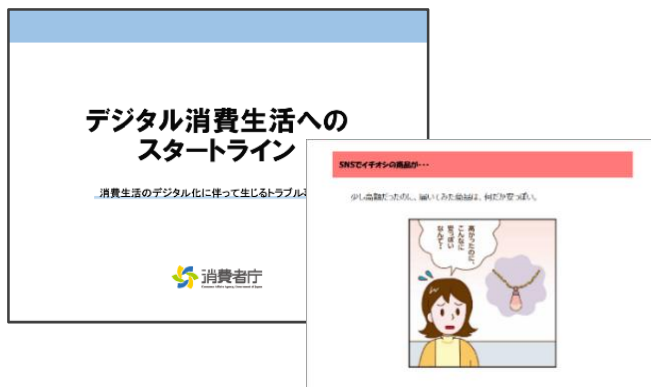 デジタル消費生活への
スタートライン
消費生活のデジタル化に伴って生じるトラブル
消費者庁
SNSでイチオシの商品が・・・
少し高額だったのに、届いてみた商品は、何だか安っぽい。
高かったのに、
こんなに
安っぽい
なんて！